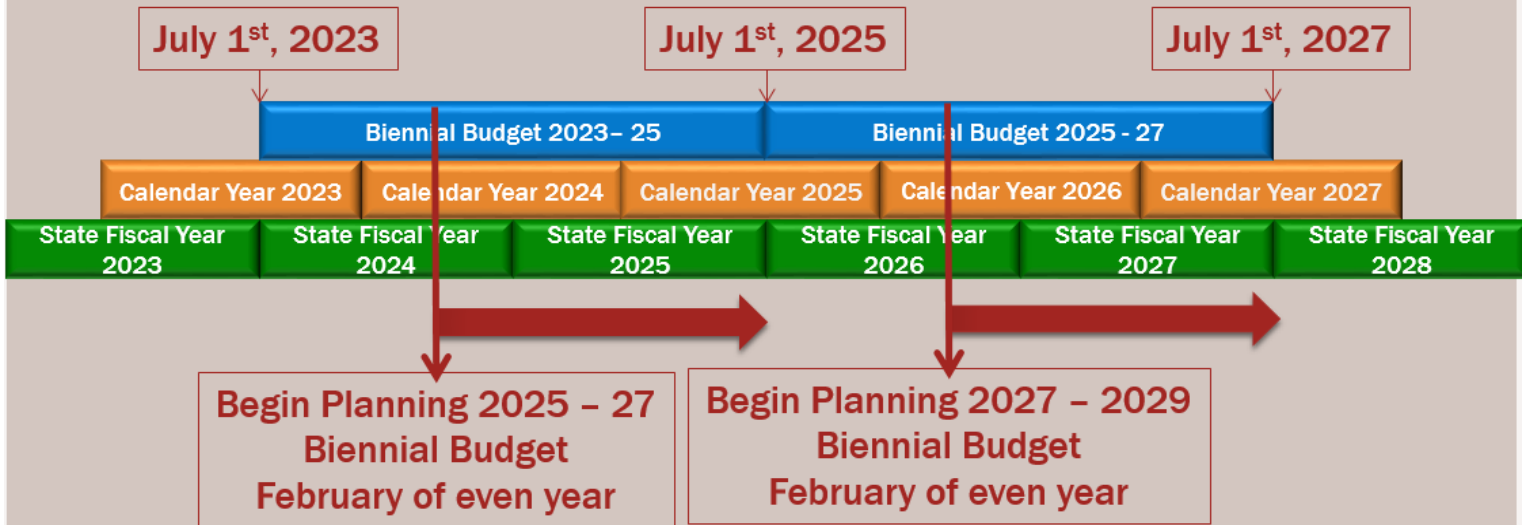 July 1st, 2023
July 1st, 2025
July 1st, 2027
Biennial Budget 2023– 25
Biennial Budget 2025 - 27
Calendar Year 2023
Calendar Year 2024
Calendar Year 2025
Calendar Year 2026
Calendar Year 2027
State Fiscal Year
2023
State Fiscal Year
2024
State Fiscal Year
2025
State Fiscal Year
2026
State Fiscal Year
2027
State Fiscal Year
2028
Begin Planning 2025 – 27
Biennial Budget
February of even year
Begin Planning 2027 – 2029
Biennial Budget
February of even year